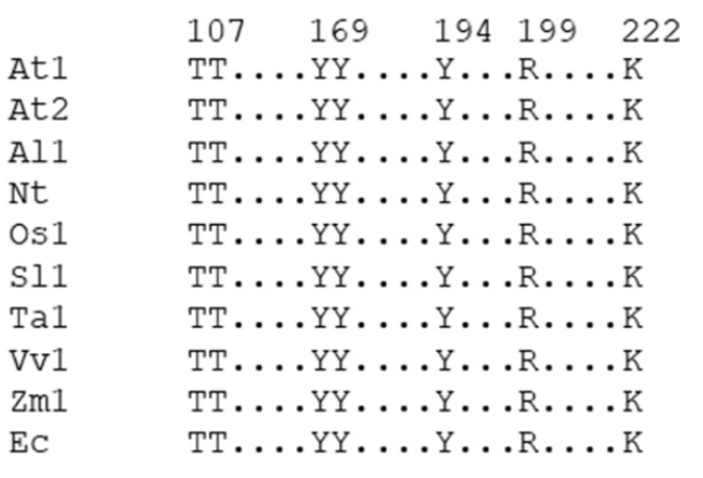 107 169 194 199 222
At1 TT....YY....Y...R....K
At2 TT....YY....Y...R....K
Al1 TT....YY....Y...R....K
Nt TT....YY....Y...R....K
Os1 TT....YY....Y...R....K
Sl1 TT....YY....Y...R....K
Ta1 TT....YY....Y...R....K
Vv1 TT....YY....Y...R....K
Zm1 TT....YY....Y...R....K
Ec TT....YY....Y...R....K